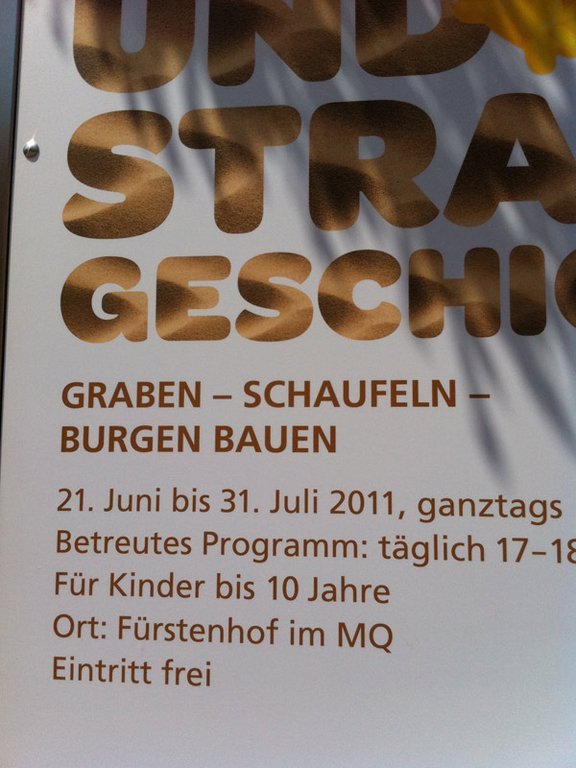 UND
STRA
GESCHI
GRABEN – SCHAUFELN –
BURGEN BAUEN
21. Juni bis 31. Juli 2011, ganztags
Betreutes Programm: täglich 17–18
Für Kinder bis 10 Jahre
Ort: Fürstenhof im MQ
Eintritt frei